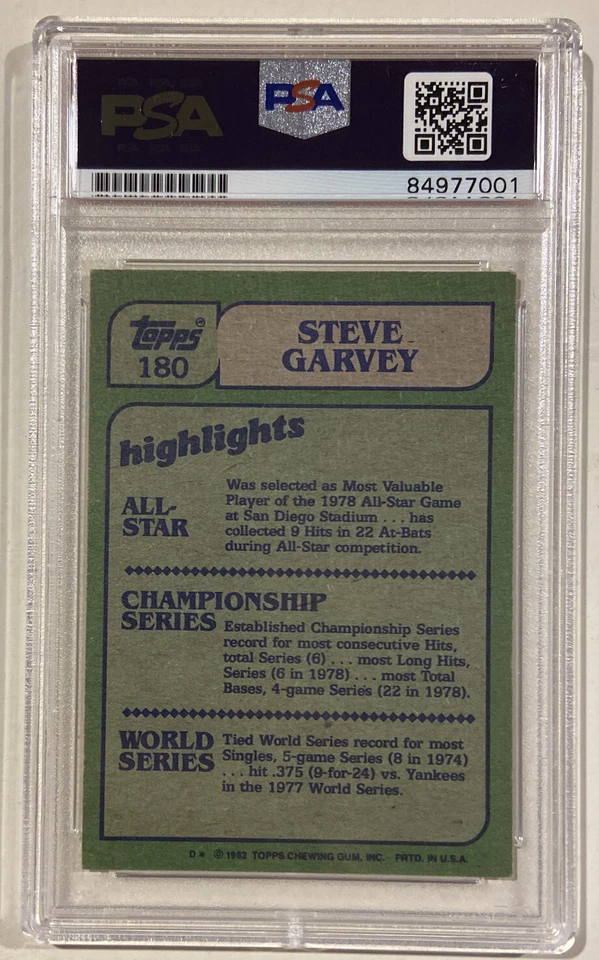 PSA
PSA
84977001
Topps®
180
STEVE
GARVEY
highlights
ALL-
STAR
Was selected as Most Valuable
Player of the 1978 All-Star Game
at San Diego Stadium . . . has
collected 9 Hits in 22 At-Bats
during All-Star competition.
CHAMPIONSHIP
SERIES
Established Championship Series
record for most consecutive Hits,
total Series (6) . . . most Long Hits,
Series (6 in 1978) . . . most Total
Bases, 4-game Series (22 in 1978).
WORLD
SERIES
Tied World Series record for most
Singles, 5-game Series (8 in 1974)
. . . hit .375 (9-for-24) vs. Yankees
in the 1977 World Series.
D* © 1982 TOPPS CHEWING GUM, INC. PRTD. IN U.S.A.